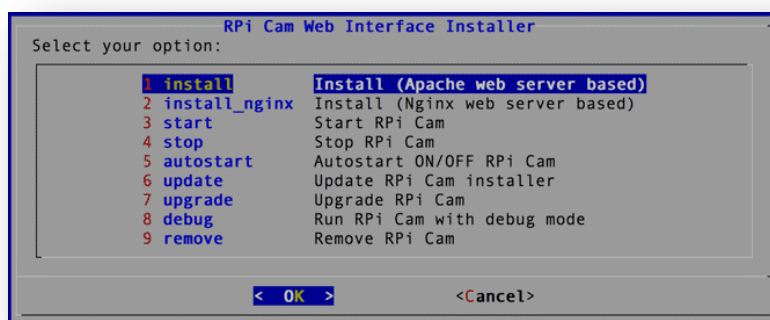 RPi Cam Web Interface Installer
Select your option:
1 install Install (Apache web server based)
2 install_nginx Install (Nginx web server based)
3 start Start RPi Cam
4 stop Stop RPi Cam
5 autostart Autostart ON/OFF RPi Cam
6 update Update RPi Cam installer
7 upgrade Upgrade RPi Cam
8 debug Run RPi Cam with debug mode
9 remove Remove RPi Cam
< OK > <Cancel>